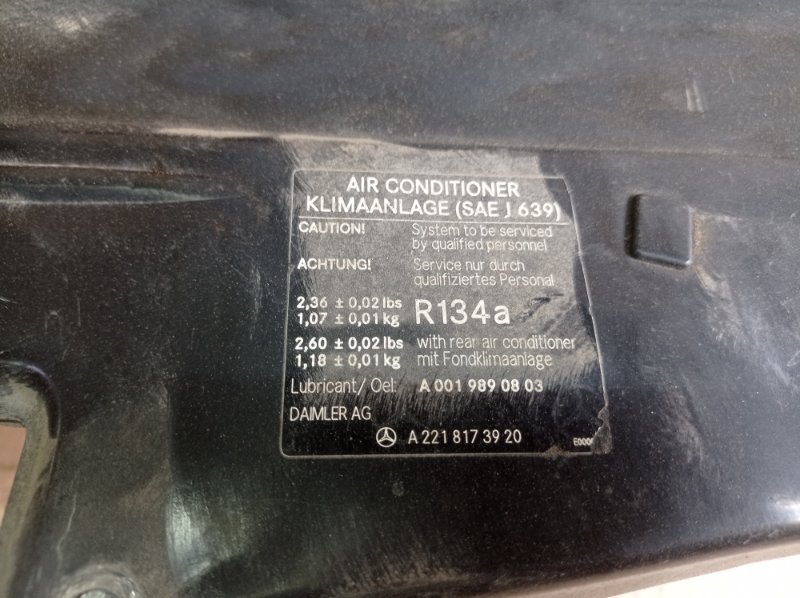 AIR CONDITIONER
KLIMAANLAGE (SAE J 639)
CAUTION! System to be serviced
by qualified personnel
ACHTUNG! Service nur durch
qualifiziertes Personal
2,36 ± 0,02 lbs
1,07 ± 0,01 kg R134a
2,60 ± 0,02 lbs with rear air conditioner
1,18 ± 0,01 kg mit Fondklimaanlage
Lubricant/Oel: A 001 989 08 03
DAIMLER AG
A 221 817 39 20